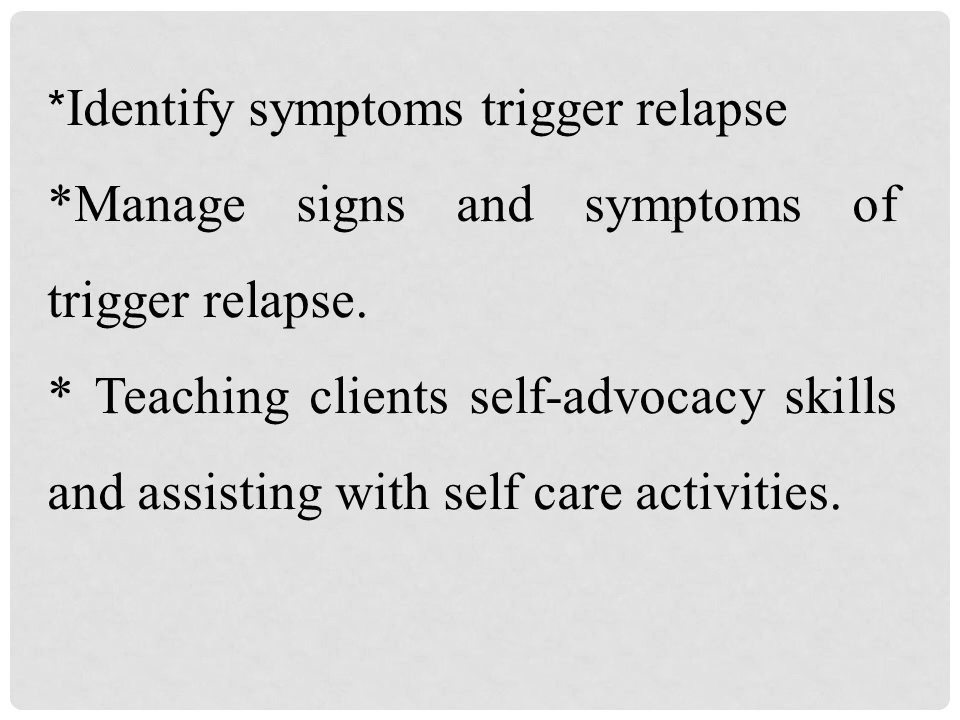 *Identify symptoms trigger relapse
*Manage signs and symptoms of
trigger relapse.
* Teaching clients self-advocacy skills
and assisting with self care activities.